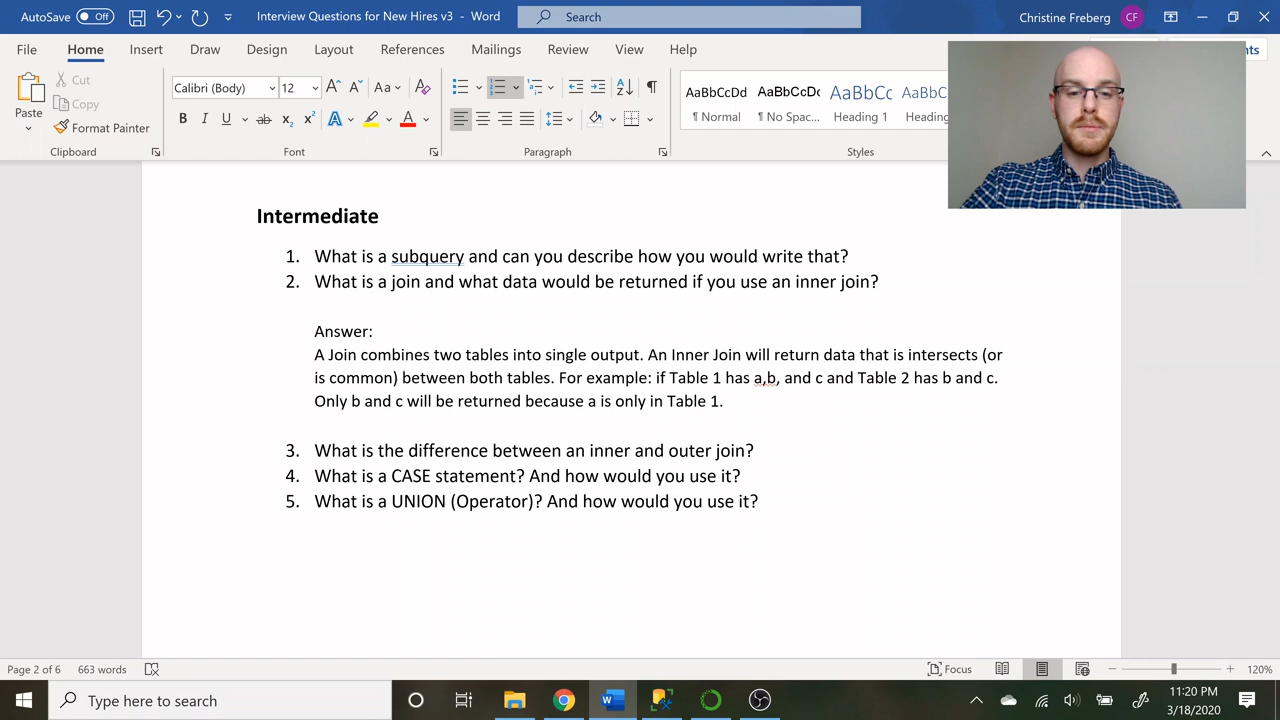 AutoSave Off Interview Questions for New Hires v3 - Word Search Christine Freberg CF
File Home Insert Draw Design Layout References Mailings Review View Help
Paste
Cut
Copy
Format Painter
Clipboard
Calibri (Body) 12
Font
Paragraph
AaBbCcDd AaBbCcDc AaBbCc AaBbC
¶ Normal ¶ No Spac... Heading 1 Heading
Styles
Intermediate
1. What is a subquery and can you describe how you would write that?
2. What is a join and what data would be returned if you use an inner join?
Answer:
A Join combines two tables into single output. An Inner Join will return data that is intersects (or
is common) between both tables. For example: if Table 1 has a,b, and c and Table 2 has b and c.
Only b and c will be returned because a is only in Table 1.
3. What is the difference between an inner and outer join?
4. What is a CASE statement? And how would you use it?
5. What is a UNION (Operator)? And how would you use it?
Page 2 of 6 663 words Focus 120%
Type here to search
11:20 PM
3/18/2020